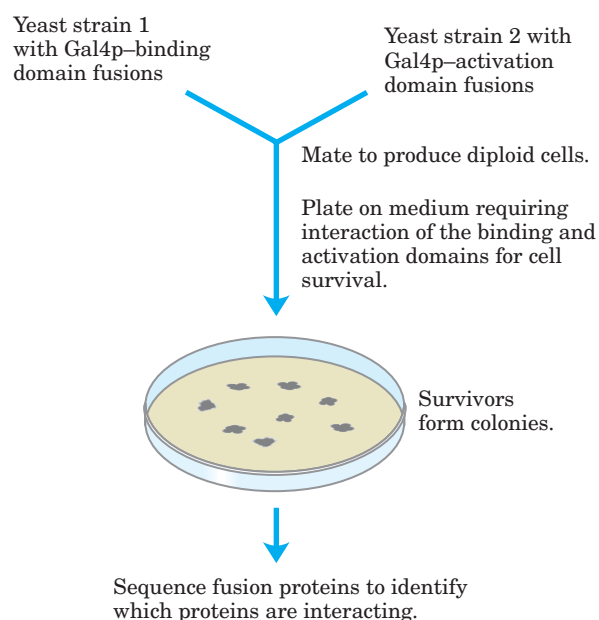 Yeast strain 1
with Gal4p–binding
domain fusions
Yeast strain 2 with
Gal4p–activation
domain fusions
Mate to produce diploid cells.
Plate on medium requiring
interaction of the binding and
activation domains for cell
survival.
Survivors
form colonies.
Sequence fusion proteins to identify
which proteins are interacting.